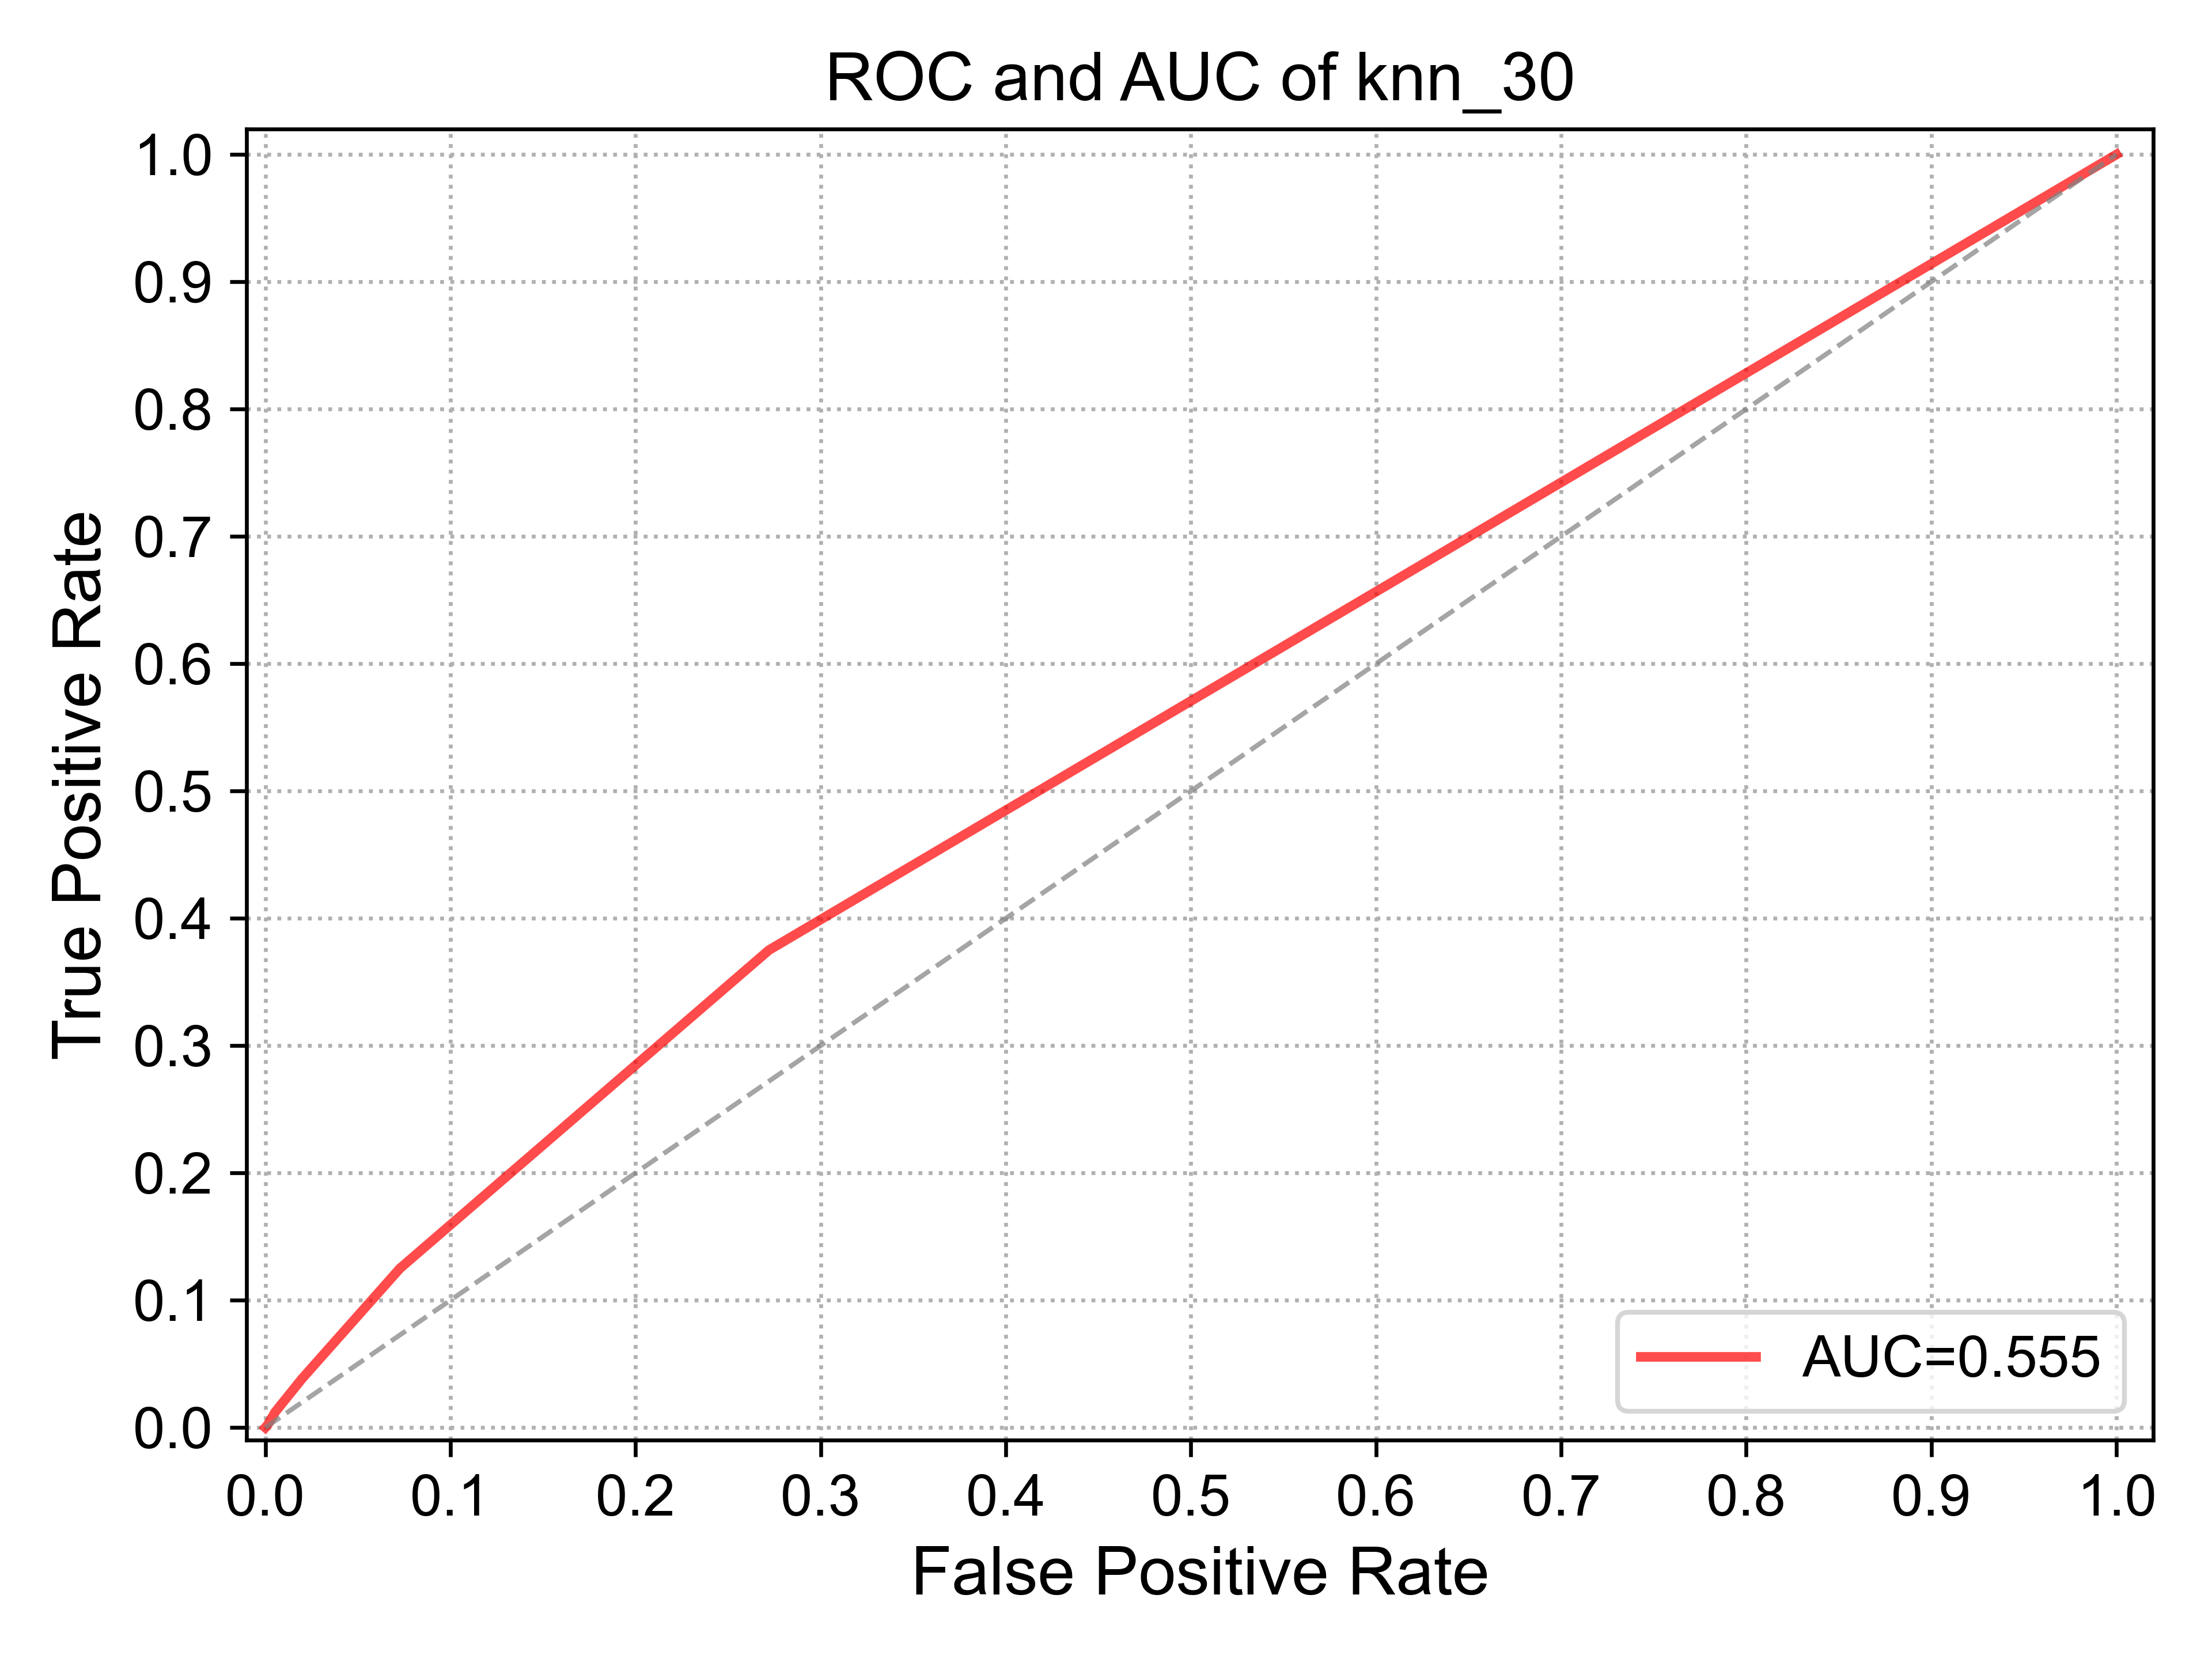 ROC and AUC of knn_30
1.0
0.9
0.8
0.7
0.6
0.5
0.4
0.3
0.2
0.1
0.0
True Positive Rate
AUC=0.555
0.0 0.1 0.2 0.3 0.4 0.5 0.6 0.7 0.8 0.9 1.0
False Positive Rate